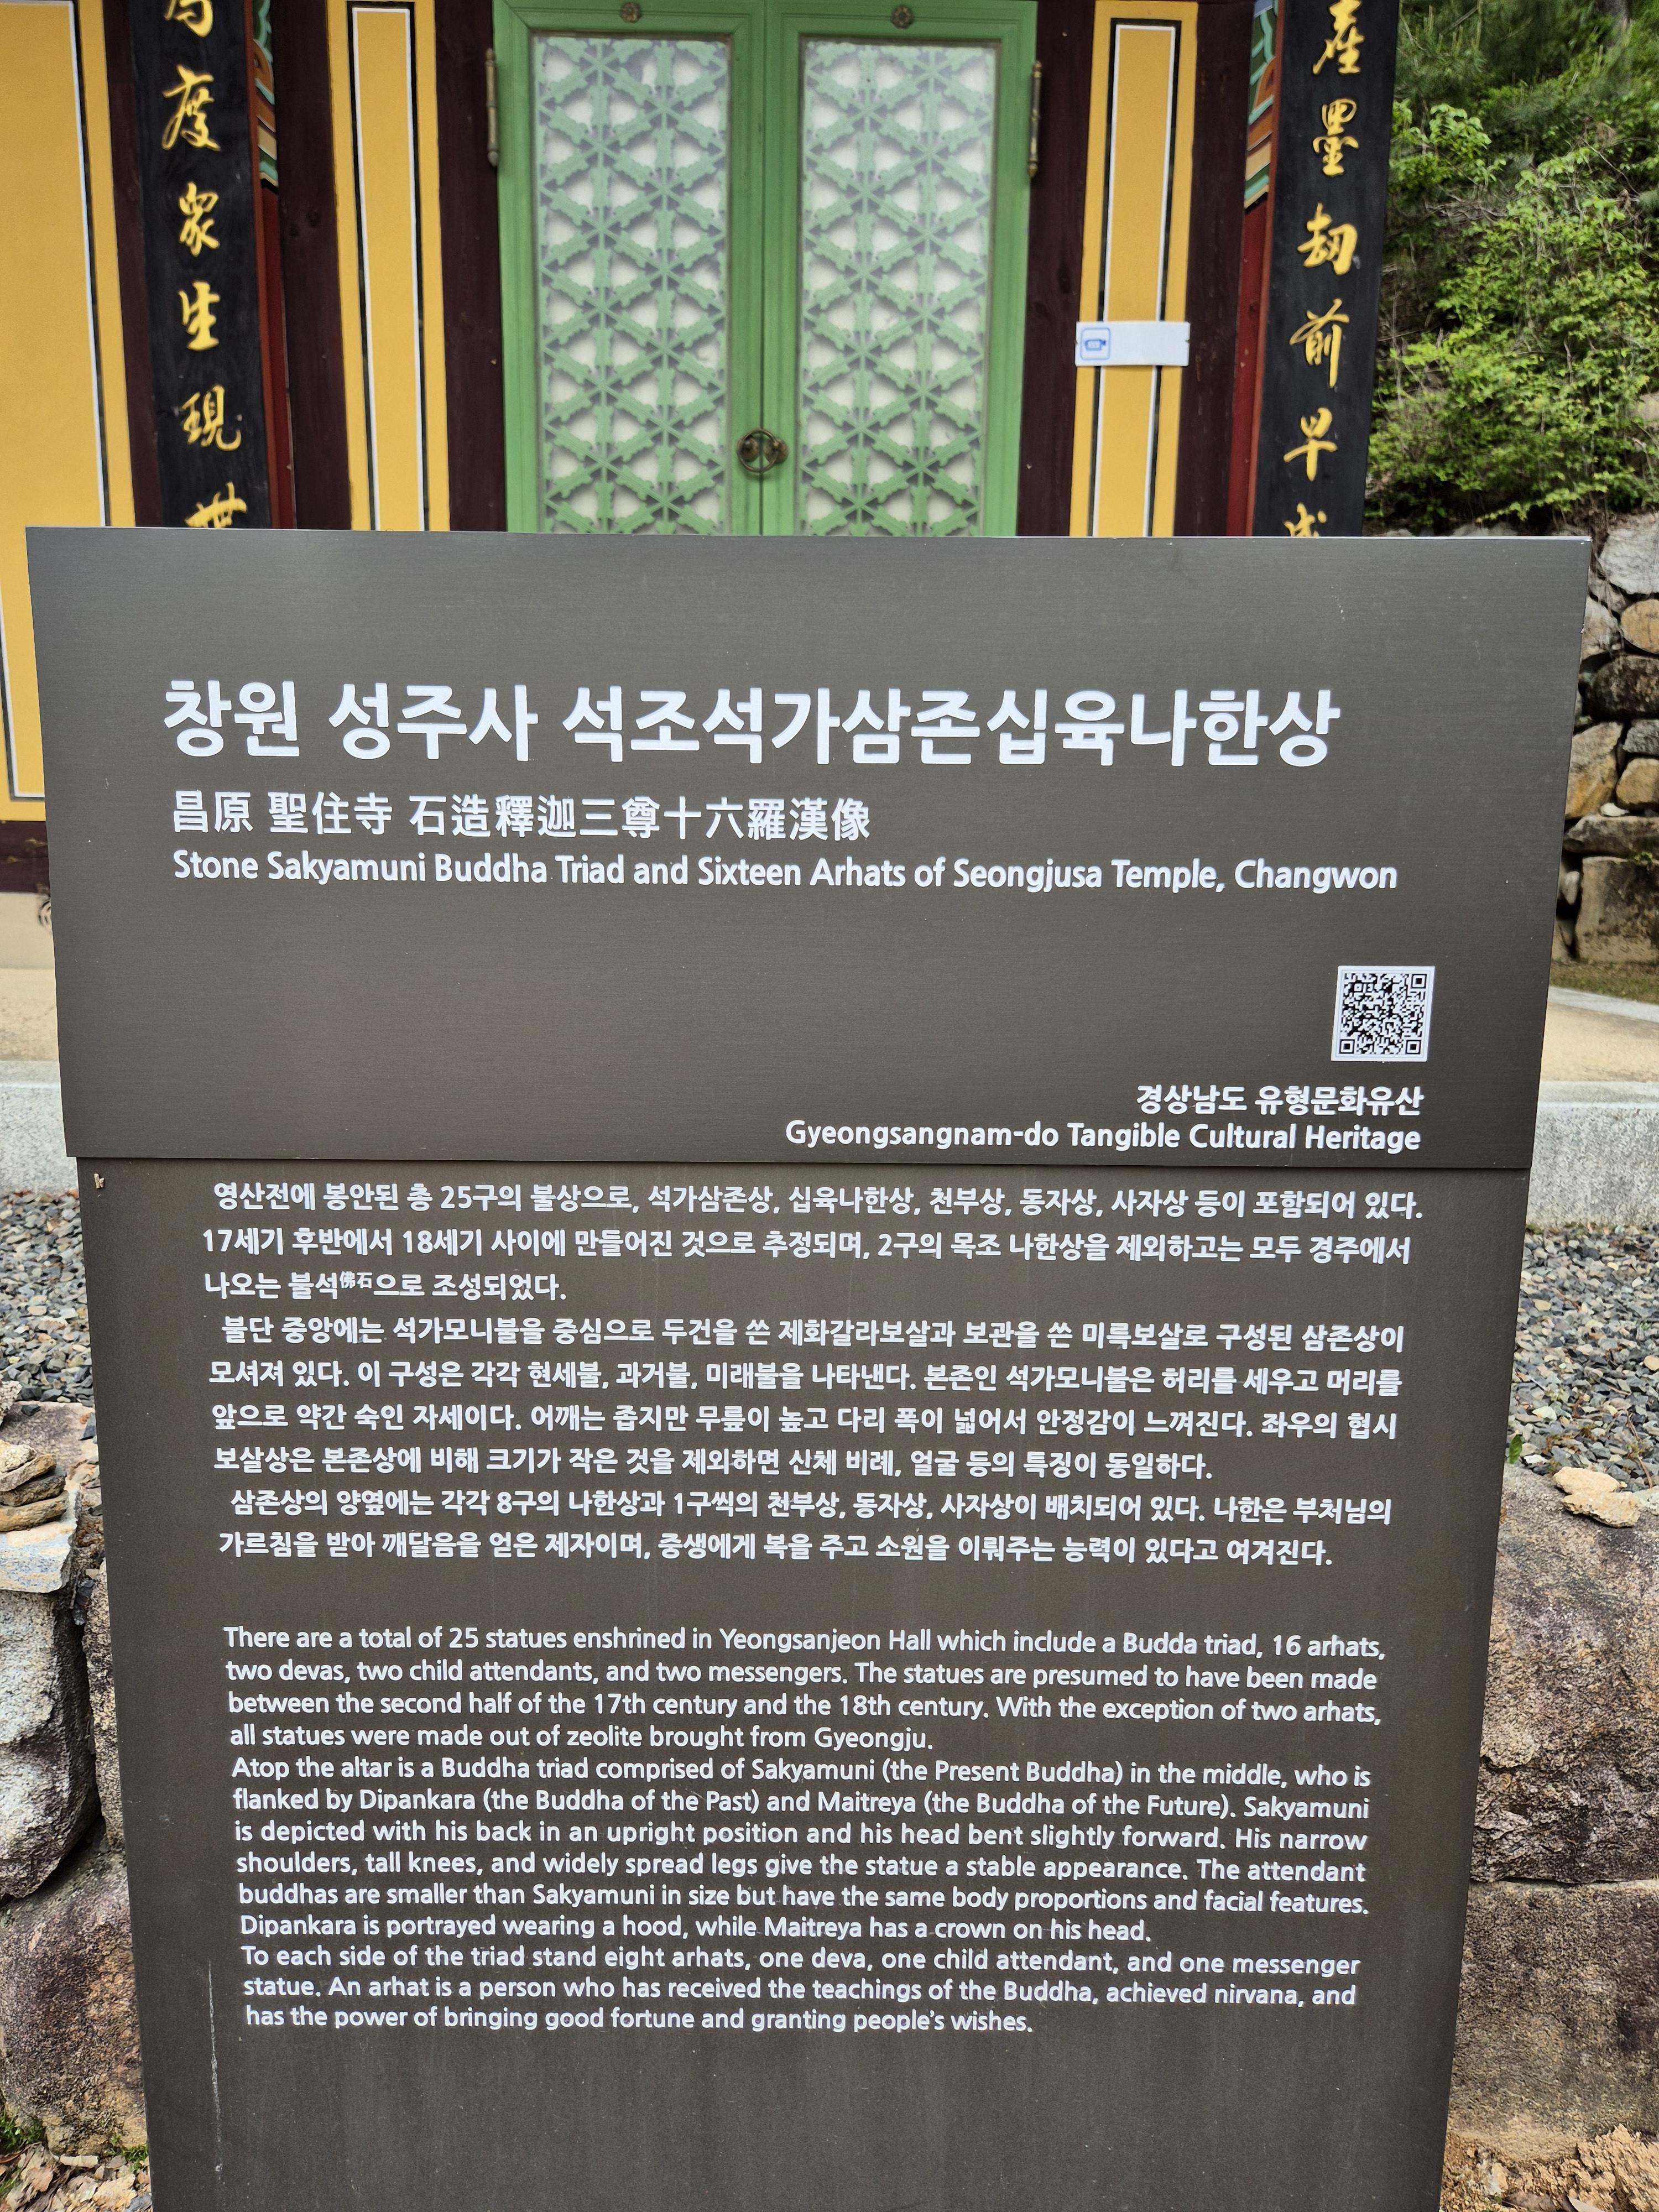 度
衆
生
現
世
墨
劫
前
早
成
창원 성주사 석조석가삼존십육나한상
昌原 聖住寺 石造釋迦三尊十六羅漢像
Stone Sakyamuni Buddha Triad and Sixteen Arhats of Seongjusa Temple, Changwon
경상남도 유형문화유산
Gyeongsangnam-do Tangible Cultural Heritage
영산전에 봉안된 총 25구의 불상으로, 석가삼존상, 십육나한상, 천부상, 동자상, 사자상 등이 포함되어 있다.
17세기 후반에서 18세기 사이에 만들어진 것으로 추정되며, 2구의 목조 나한상을 제외하고는 모두 경주에서
나오는 불석佛石으로 조성되었다.
불단 중앙에는 석가모니불을 중심으로 두건을 쓴 제화갈라보살과 보관을 쓴 미륵보살로 구성된 삼존상이
모셔져 있다. 이 구성은 각각 현세불, 과거불, 미래불을 나타낸다. 본존인 석가모니불은 허리를 세우고 머리를
앞으로 약간 숙인 자세이다. 어깨는 좁지만 무릎이 높고 다리 폭이 넓어서 안정감이 느껴진다. 좌우의 협시
보살상은 본존상에 비해 크기가 작은 것을 제외하면 신체 비례, 얼굴 등의 특징이 동일하다.
삼존상의 양옆에는 각각 8구의 나한상과 1구씩의 천부상, 동자상, 사자상이 배치되어 있다. 나한은 부처님의
가르침을 받아 깨달음을 얻은 제자이며, 중생에게 복을 주고 소원을 이뤄주는 능력이 있다고 여겨진다.
There are a total of 25 statues enshrined in Yeongsanjeon Hall which include a Budda triad, 16 arhats,
two devas, two child attendants, and two messengers. The statues are presumed to have been made
between the second half of the 17th century and the 18th century. With the exception of two arhats,
all statues were made out of zeolite brought from Gyeongju.
Atop the altar is a Buddha triad comprised of Sakyamuni (the Present Buddha) in the middle, who is
flanked by Dipankara (the Buddha of the Past) and Maitreya (the Buddha of the Future). Sakyamuni
is depicted with his back in an upright position and his head bent slightly forward. His narrow
shoulders, tall knees, and widely spread legs give the statue a stable appearance. The attendant
buddhas are smaller than Sakyamuni in size but have the same body proportions and facial features.
Dipankara is portrayed wearing a hood, while Maitreya has a crown on his head.
To each side of the triad stand eight arhats, one deva, one child attendant, and one messenger
statue. An arhat is a person who has received the teachings of the Buddha, achieved nirvana, and
has the power of bringing good fortune and granting people's wishes.